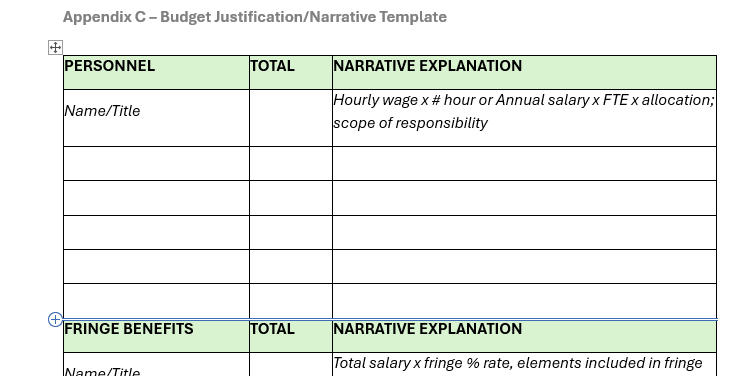 Appendix C – Budget Justification/Narrative Template
PERSONNEL TOTAL NARRATIVE EXPLANATION
Name/Title Hourly wage x # hour or Annual salary x FTE x allocation;
scope of responsibility
FRINGE BENEFITS TOTAL NARRATIVE EXPLANATION
Name/Title Total salary x fringe % rate, elements included in fringe